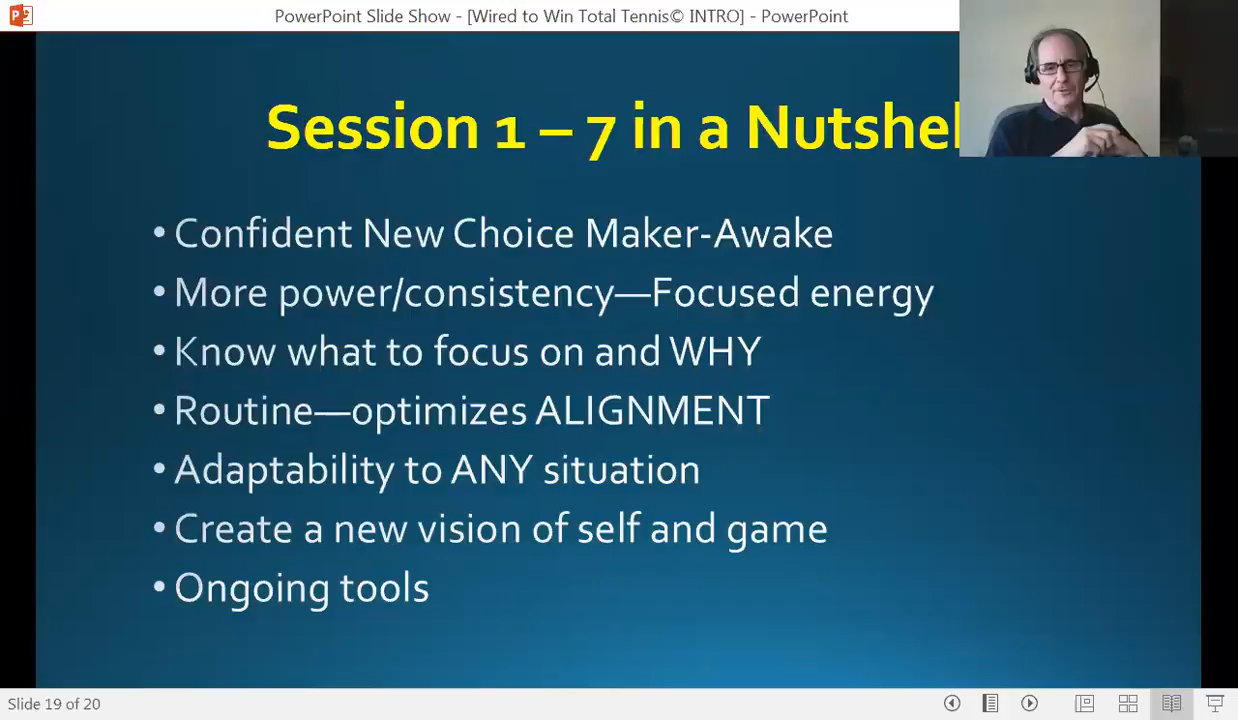 PowerPoint Slide Show - [Wired to Win Total Tennis© INTRO] - PowerPoint
Session 1 – 7 in a Nutshel
• Confident New Choice Maker-Awake
• More power/consistency—Focused energy
• Know what to focus on and WHY
• Routine—optimizes ALIGNMENT
• Adaptability to ANY situation
• Create a new vision of self and game
• Ongoing tools
Slide 19 of 20